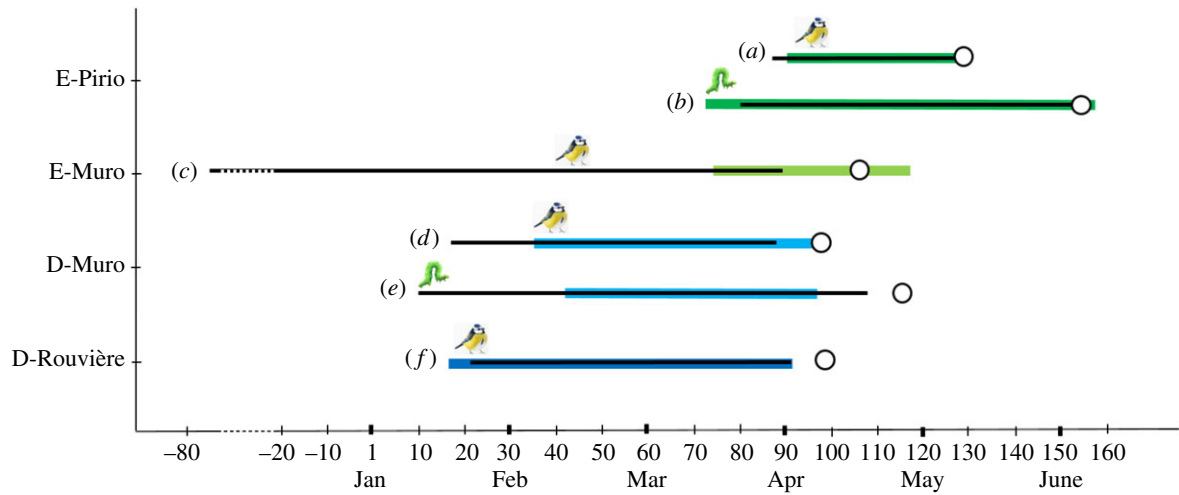 (a)
E-Pirio
(b)
E-Muro (c)
(d)
D-Muro
(e)
D-Rouvière (f)
–80 –20 –10 1 10 20 30 40 50 60 70 80 90 100 110 120 130 140 150 160
Jan Feb Mar Apr May June